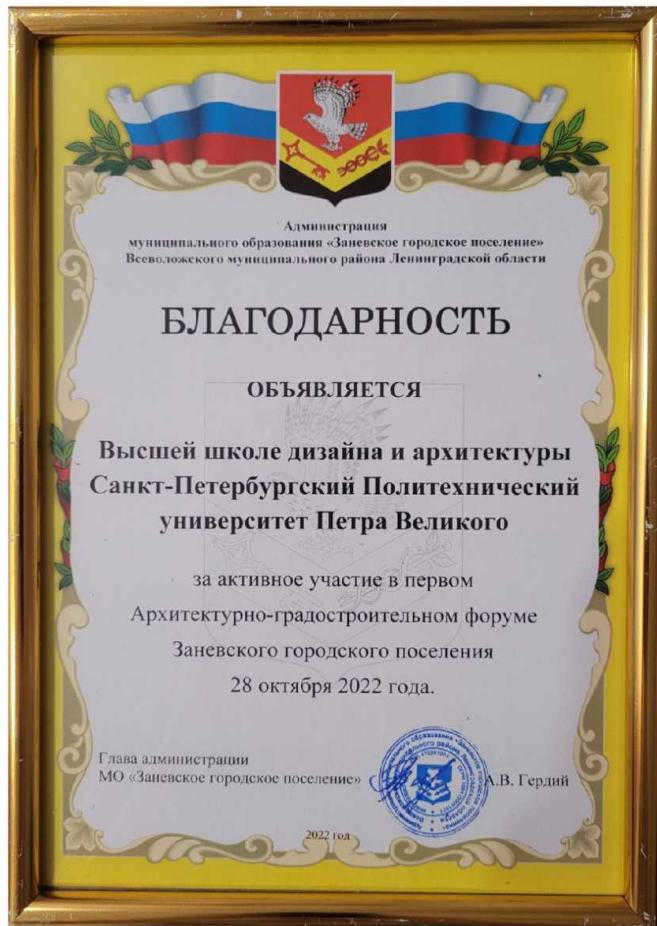 Администрация
муниципального образования «Заневское городское поселение»
Всеволожского муниципального района Ленинградской области
БЛАГОДАРНОСТЬ
ОБЪЯВЛЯЕТСЯ
Высшей школе дизайна и архитектуры
Санкт-Петербургский Политехнический
университет Петра Великого
за активное участие в первом
Архитектурно-градостроительном форуме
Заневского городского поселения
28 октября 2022 года.
Глава администрации
МО «Заневское городское поселение»
А.В. Гердий
2022 год